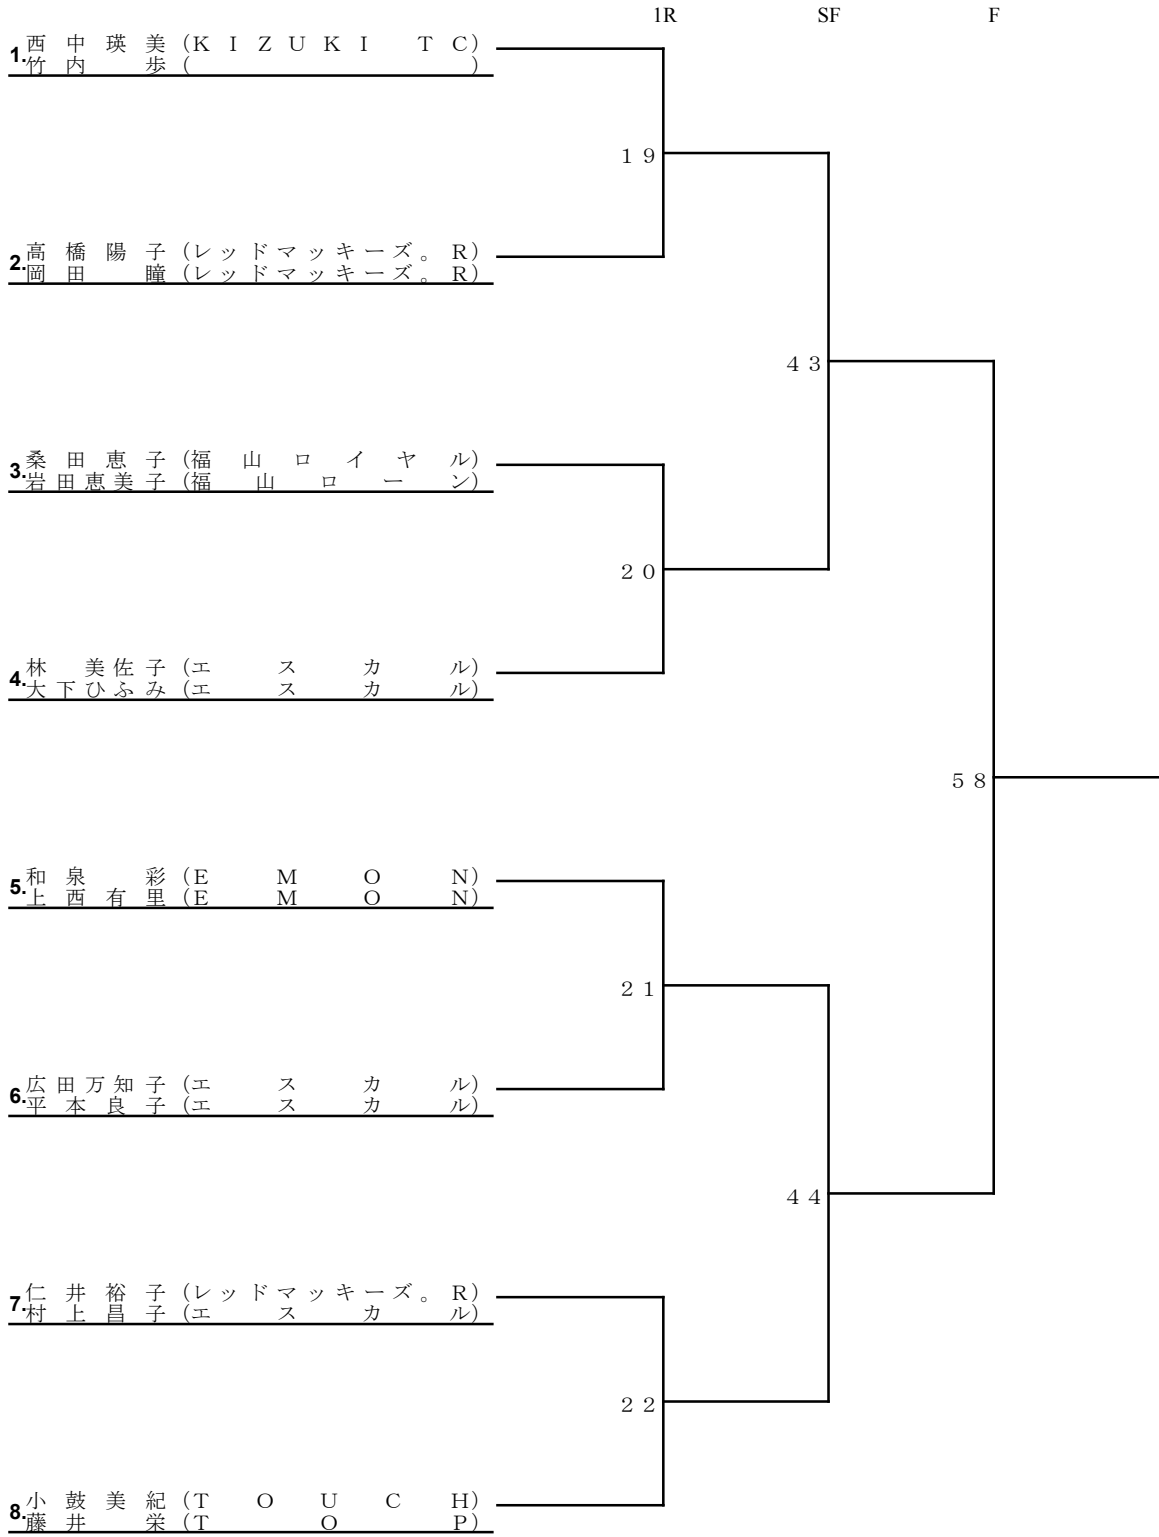 1R SF F
1. 西中瑛美(KIZUKI TC)
竹内歩( )
19
2. 高橋陽子(レッドマッキーズ。R)
岡田瞳(レッドマッキーズ。R)
43
3. 桑田恵子(福山ロイヤル)
岩田恵美子(福山ローン)
20
4. 林美佐子(エスカル)
大下ひふみ(エスカル)
58
5. 和泉彩(EMON)
上西有里(EMON)
21
6. 広田万知子(エスカル)
平本良子(エスカル)
44
7. 仁井裕子(レッドマッキーズ。R)
村上昌子(エスカル)
22
8. 小鼓美紀(TOUCH)
藤井栄(TOP)